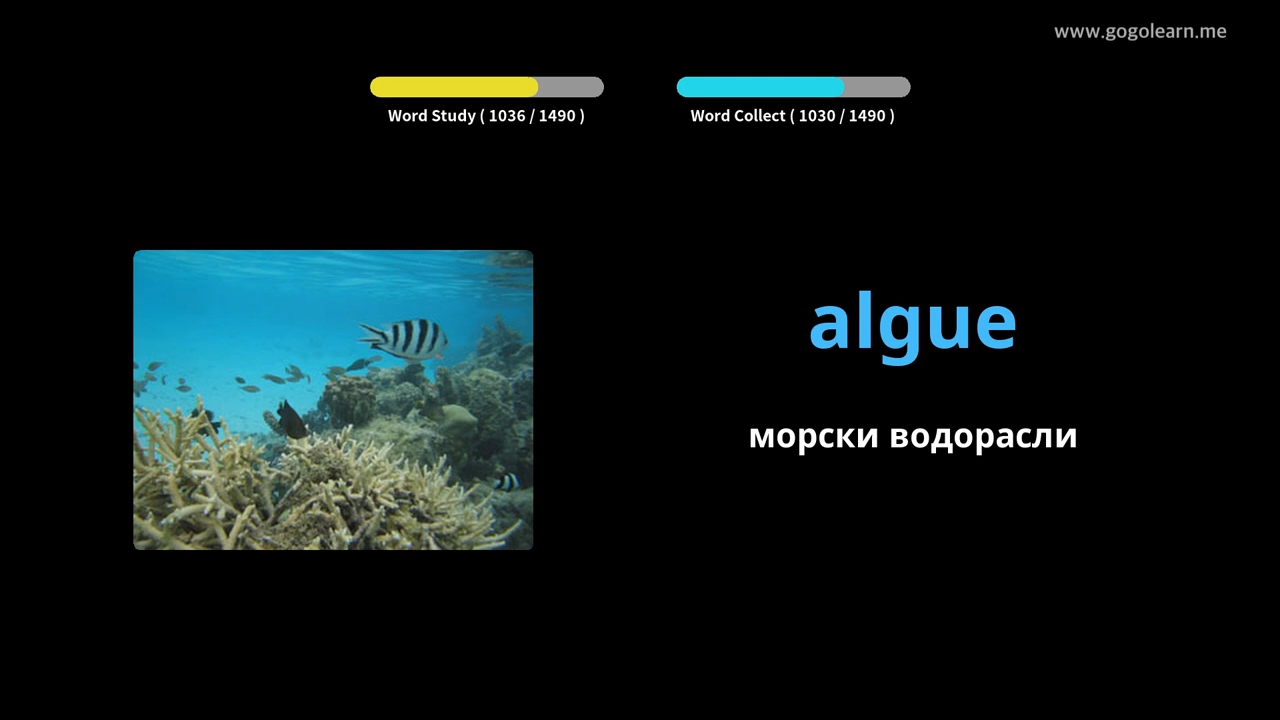 www.gogolearn.me
Word Study ( 1036 / 1490 )
Word Collect ( 1030 / 1490 )
algue
морски водорасли